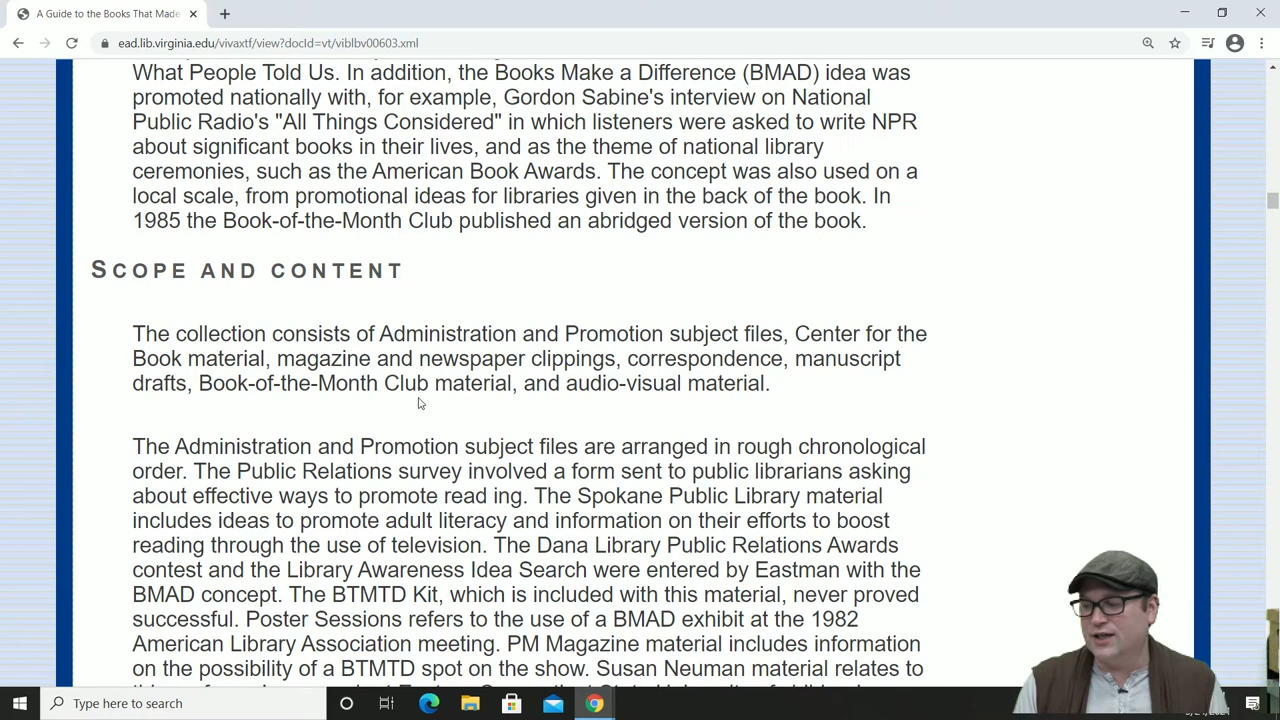 A Guide to the Books That Made
ead.lib.virginia.edu/vivaxtf/view?docId=vt/viblbv00603.xml
What People Told Us. In addition, the Books Make a Difference (BMAD) idea was
promoted nationally with, for example, Gordon Sabine's interview on National
Public Radio's "All Things Considered" in which listeners were asked to write NPR
about significant books in their lives, and as the theme of national library
ceremonies, such as the American Book Awards. The concept was also used on a
local scale, from promotional ideas for libraries given in the back of the book. In
1985 the Book-of-the-Month Club published an abridged version of the book.
SCOPE AND CONTENT
The collection consists of Administration and Promotion subject files, Center for the
Book material, magazine and newspaper clippings, correspondence, manuscript
drafts, Book-of-the-Month Club material, and audio-visual material.
The Administration and Promotion subject files are arranged in rough chronological
order. The Public Relations survey involved a form sent to public librarians asking
about effective ways to promote read ing. The Spokane Public Library material
includes ideas to promote adult literacy and information on their efforts to boost
reading through the use of television. The Dana Library Public Relations Awards
contest and the Library Awareness Idea Search were entered by Eastman with the
BMAD concept. The BTMTD Kit, which is included with this material, never proved
successful. Poster Sessions refers to the use of a BMAD exhibit at the 1982
American Library Association meeting. PM Magazine material includes information
on the possibility of a BTMTD spot on the show. Susan Neuman material relates to
Type here to search